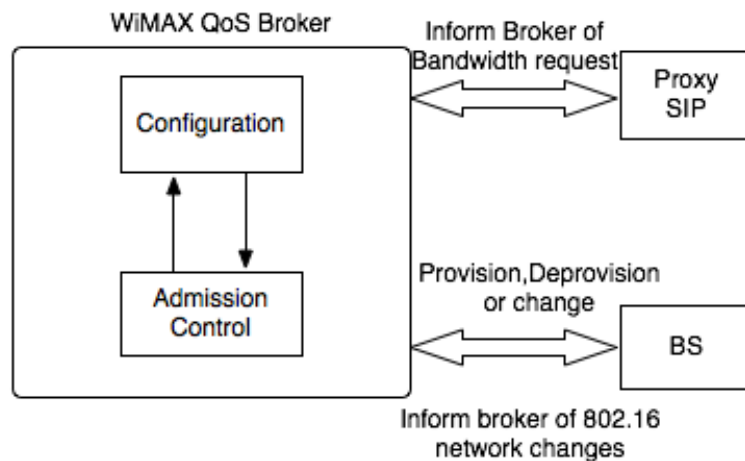 WiMAX QoS Broker
Configuration
Admission
Control
Inform Broker of
Bandwidth request
Proxy
SIP
Provision,Deprovision
or change
BS
Inform broker of 802.16
network changes